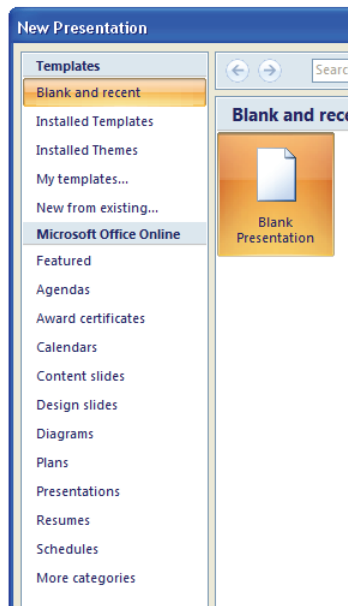 New Presentation
Templates
Blank and recent
Installed Templates
Installed Themes
My templates...
New from existing...
Microsoft Office Online
Featured
Agendas
Award certificates
Calendars
Content slides
Design slides
Diagrams
Plans
Presentations
Resumes
Schedules
More categories
Searc
Blank and rece
Blank
Presentation